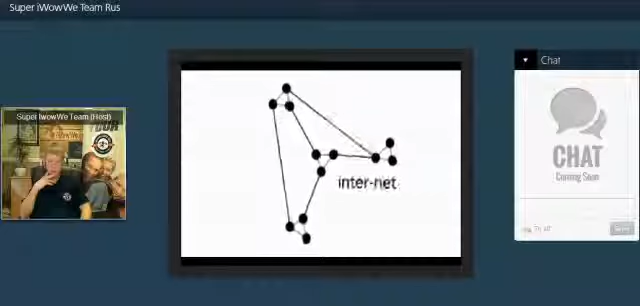 Super iWowWe Team Rus
Chat
Super IwowWe Team (Host)
inter-net
CHAT
Coming Soon